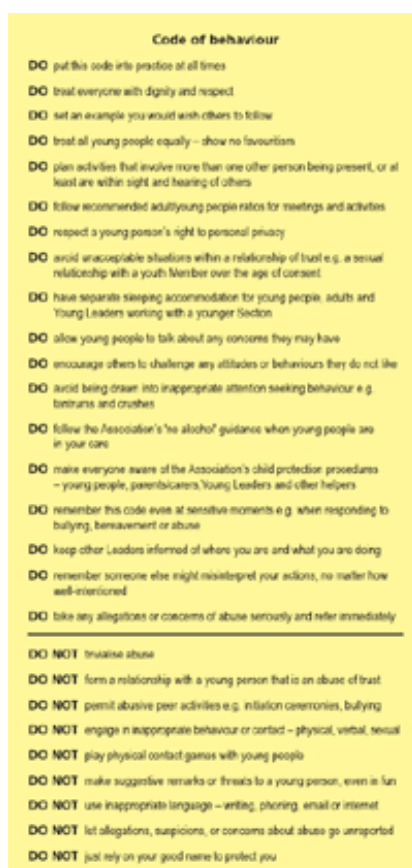 Code of behaviour
DO put this code into practice at all times
DO treat everyone with dignity and respect
DO set an example you would wish others to follow
DO treat all young people equally – show no favouritism
DO plan activities that involve more than one other person being present, or at
least are within sight and hearing of others
DO follow recommended adult/young people ratios for meetings and activities
DO respect a young person's right to personal privacy
DO avoid unacceptable situations within a relationship of trust e.g. a sexual
relationship with a youth Member over the age of consent
DO have separate sleeping accommodation for young people, adults and
Young Leaders working with a younger Section
DO allow young people to talk about any concerns they may have
DO encourage others to challenge any attitudes or behaviours they do not like
DO avoid being drawn into inappropriate attention seeking behaviour e.g.
tantrums and crushes
DO follow the Association's 'no alcohol' guidance when young people are
in your care
DO make everyone aware of the Association's child protection procedures
– young people, parents/carers, Young Leaders and other helpers
DO remember this code even at sensitive moments e.g. when responding to
bullying, bereavement or abuse
DO keep other Leaders informed of where you are and what you are doing
DO remember someone else might misinterpret your actions, no matter how
well-intentioned
DO take any allegations or concerns of abuse seriously and refer immediately
DO NOT trivialise abuse
DO NOT form a relationship with a young person that is an abuse of trust
DO NOT permit abusive peer activities e.g. initiation ceremonies, bullying
DO NOT engage in inappropriate behaviour or contact – physical, verbal, sexual
DO NOT play physical contact games with young people
DO NOT make suggestive remarks or threats to a young person, even in fun
DO NOT use inappropriate language – writing, phoning, email or internet
DO NOT let allegations, suspicions, or concerns about abuse go unreported
DO NOT just rely on your good name to protect you